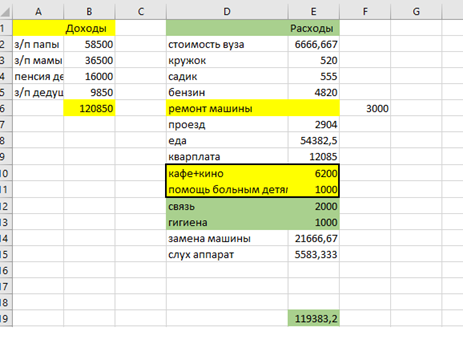 A B C D E F G
1 Доходы Расходы
2 з/п папы 58500 стоимость вуза 6666,667
3 з/п мамы 36500 кружок 520
4 пенсия де 16000 садик 555
5 з/п дедуш 9850 бензин 4820
6 120850 ремонт машины 3000
7 проезд 2904
8 еда 54382,5
9 кварплата 12085
10 кафе+кино 6200
11 помощь больным детя 1000
12 связь 2000
13 гигиена 1000
14 замена машины 21666,67
15 слух аппарат 5583,333
16
17
18
19 119383,2